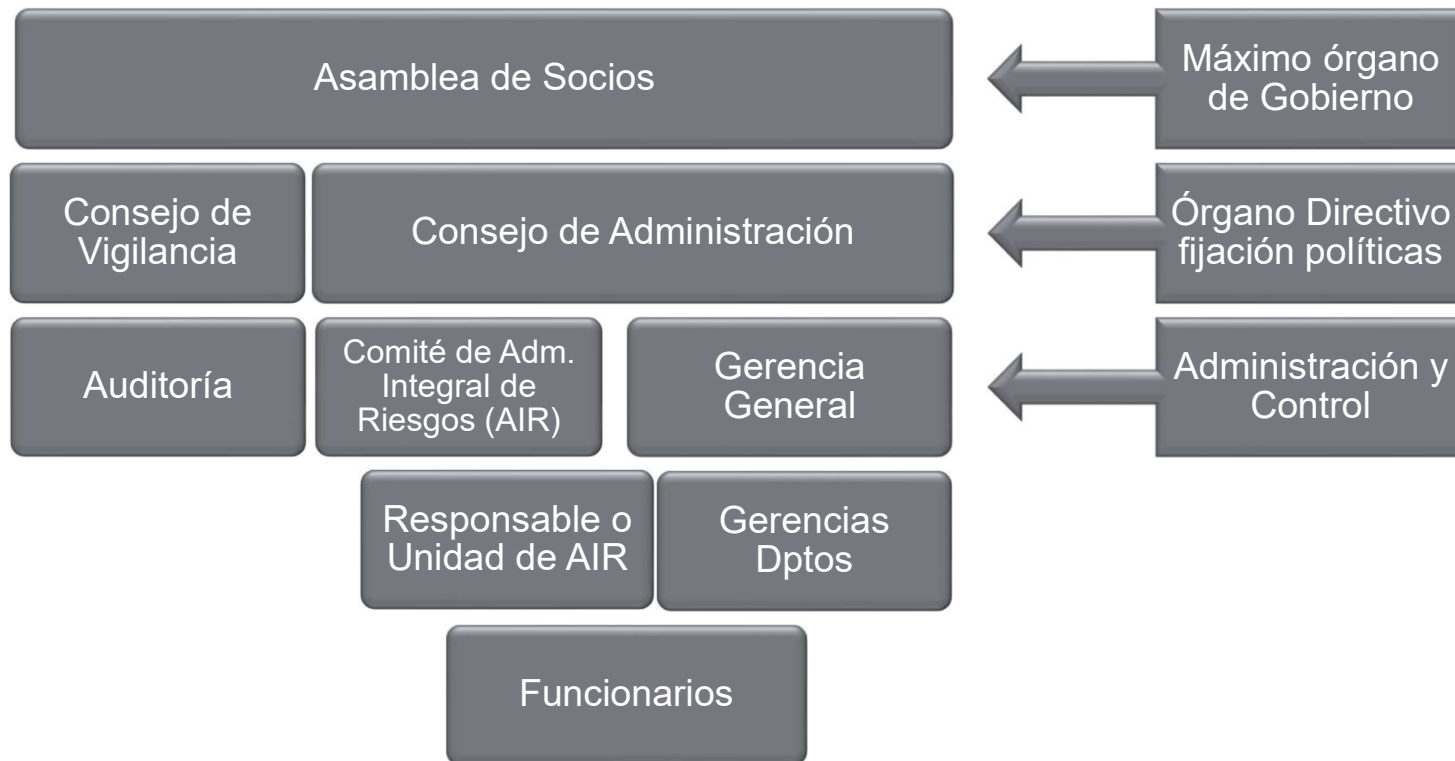 Asamblea de Socios
Máximo órgano
de Gobierno
Consejo de
Vigilancia
Consejo de Administración
Órgano Directivo
fijación políticas
Auditoría
Comité de Adm.
Integral de
Riesgos (AIR)
Gerencia
General
Administración y
Control
Responsable o
Unidad de AIR
Gerencias
Dptos
Funcionarios